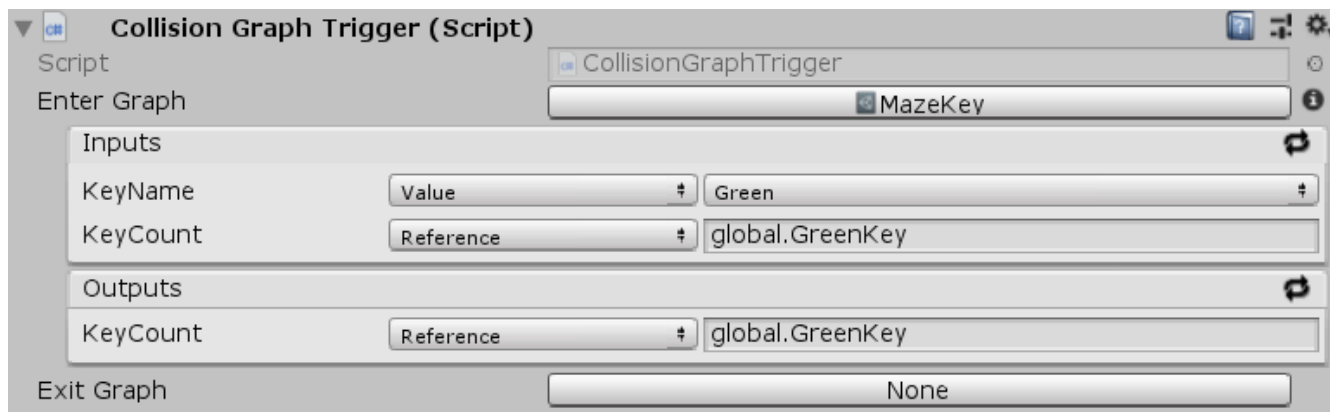 Collision Graph Trigger (Script)
Script CollisionGraphTrigger
Enter Graph MazeKey
Inputs
KeyName Value Green
KeyCount Reference global.GreenKey
Outputs
KeyCount Reference global.GreenKey
Exit Graph None